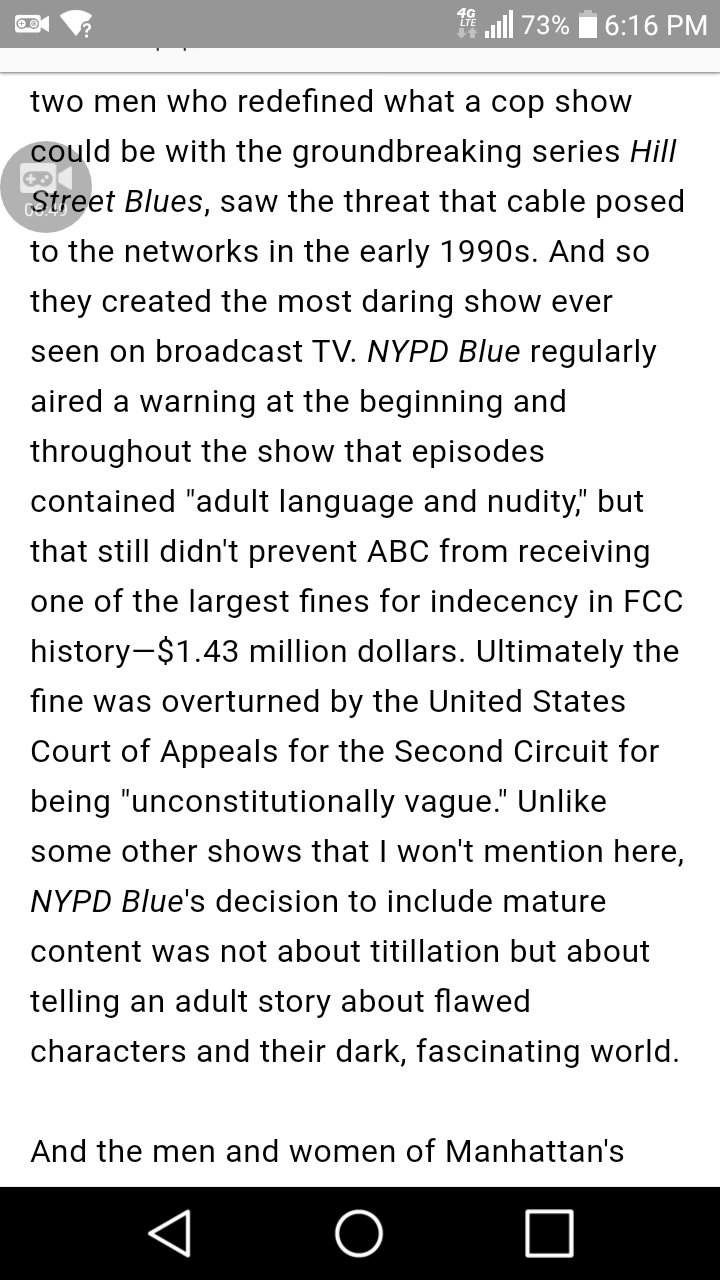 4G
LTE
73%
6:16 PM
two men who redefined what a cop show
could be with the groundbreaking series Hill
Street Blues, saw the threat that cable posed
to the networks in the early 1990s. And so
they created the most daring show ever
seen on broadcast TV. NYPD Blue regularly
aired a warning at the beginning and
throughout the show that episodes
contained "adult language and nudity," but
that still didn't prevent ABC from receiving
one of the largest fines for indecency in FCC
history—$1.43 million dollars. Ultimately the
fine was overturned by the United States
Court of Appeals for the Second Circuit for
being "unconstitutionally vague." Unlike
some other shows that I won't mention here,
NYPD Blue's decision to include mature
content was not about titillation but about
telling an adult story about flawed
characters and their dark, fascinating world.
And the men and women of Manhattan's